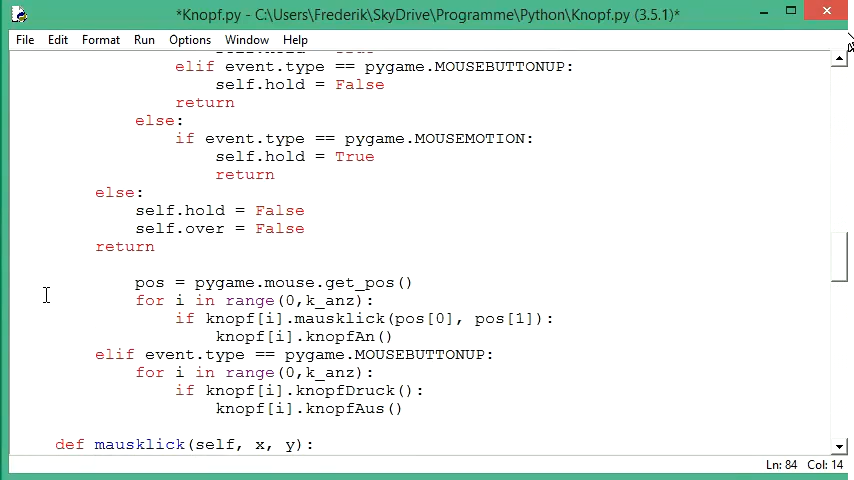 *Knopf.py - C:\Users\Frederik\SkyDrive\Programme\Python\Knopf.py (3.5.1)*
File Edit Format Run Options Window Help
elif event.type == pygame.MOUSEBUTTONUP:
self.hold = False
return
else:
if event.type == pygame.MOUSEMOTION:
self.hold = True
return
else:
self.hold = False
self.over = False
return
pos = pygame.mouse.get_pos()
for i in range(0,k_anz):
if knopf[i].mausklick(pos[0], pos[1]):
knopf[i].knopfAn()
elif event.type == pygame.MOUSEBUTTONUP:
for i in range(0,k_anz):
if knopf[i].knopfDruck():
knopf[i].knopfAus()
def mausklick(self, x, y):
Ln: 84 Col: 14